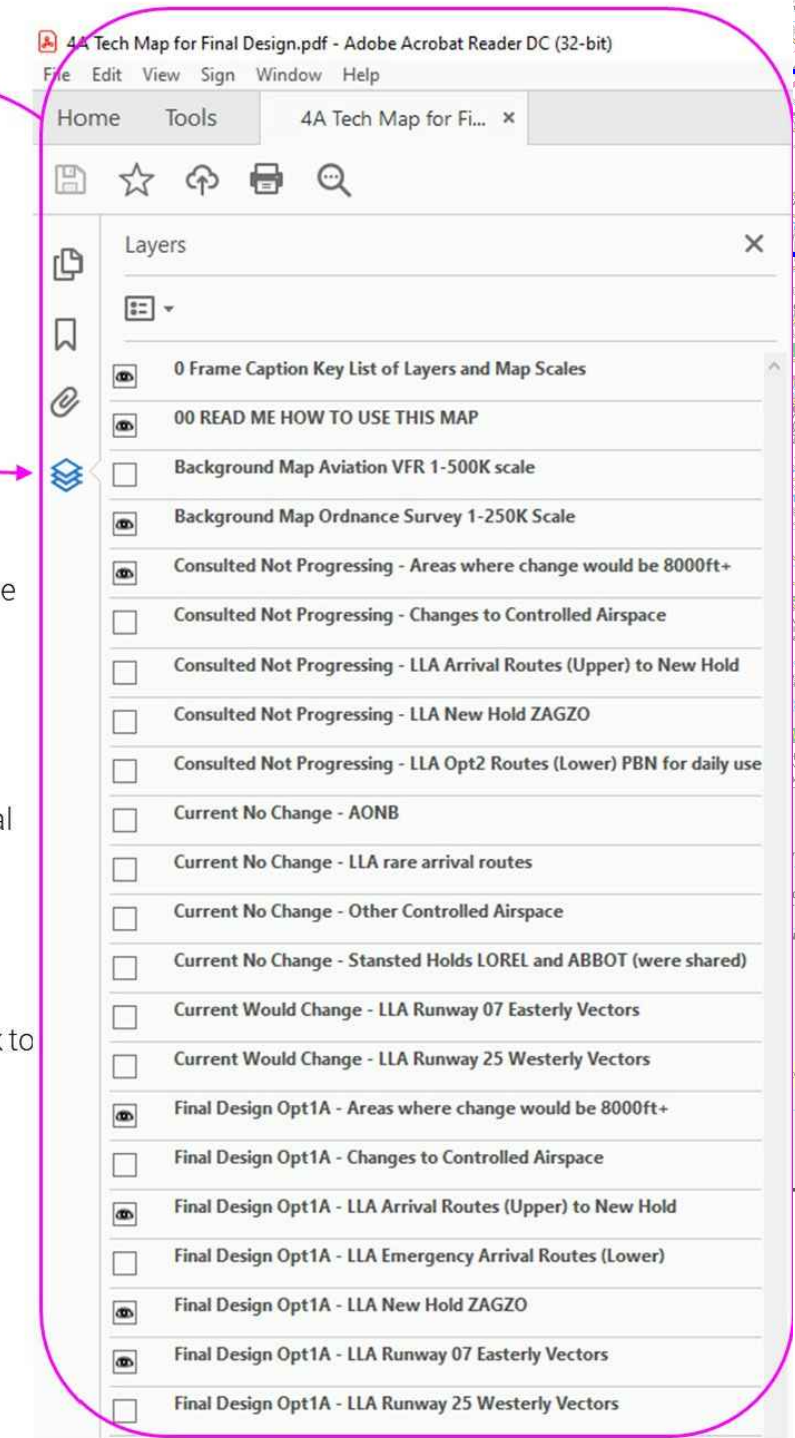 4A Tech Map for Final Design.pdf - Adobe Acrobat Reader DC (32-bit)
File Edit View Sign Window Help
Home Tools 4A Tech Map for Fi... ×
Layers
0 Frame Caption Key List of Layers and Map Scales
00 READ ME HOW TO USE THIS MAP
Background Map Aviation VFR 1-500K scale
Background Map Ordnance Survey 1-250K Scale
Consulted Not Progressing - Areas where change would be 8000ft+
Consulted Not Progressing - Changes to Controlled Airspace
Consulted Not Progressing - LLA Arrival Routes (Upper) to New Hold
Consulted Not Progressing - LLA New Hold ZAGZO
Consulted Not Progressing - LLA Opt2 Routes (Lower) PBN for daily use
Current No Change - AONB
Current No Change - LLA rare arrival routes
Current No Change - Other Controlled Airspace
Current No Change - Stansted Holds LOREL and ABBOT (were shared)
to
Current Would Change - LLA Runway 07 Easterly Vectors
Current Would Change - LLA Runway 25 Westerly Vectors
Final Design Opt1A - Areas where change would be 8000ft+
Final Design Opt1A - Changes to Controlled Airspace
Final Design Opt1A - LLA Arrival Routes (Upper) to New Hold
Final Design Opt1A - LLA Emergency Arrival Routes (Lower)
Final Design Opt1A - LLA New Hold ZAGZO
Final Design Opt1A - LLA Runway 07 Easterly Vectors
Final Design Opt1A - LLA Runway 25 Westerly Vectors